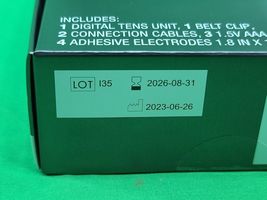 INCLUDES:
1 DIGITAL TENS UNIT, 1 BELT CLIP,
2 CONNECTION CABLES, 3 1.5V AAA
4 ADHESIVE ELECTRODES 1.8 IN X
LOT I35 2026-08-31
2023-06-26